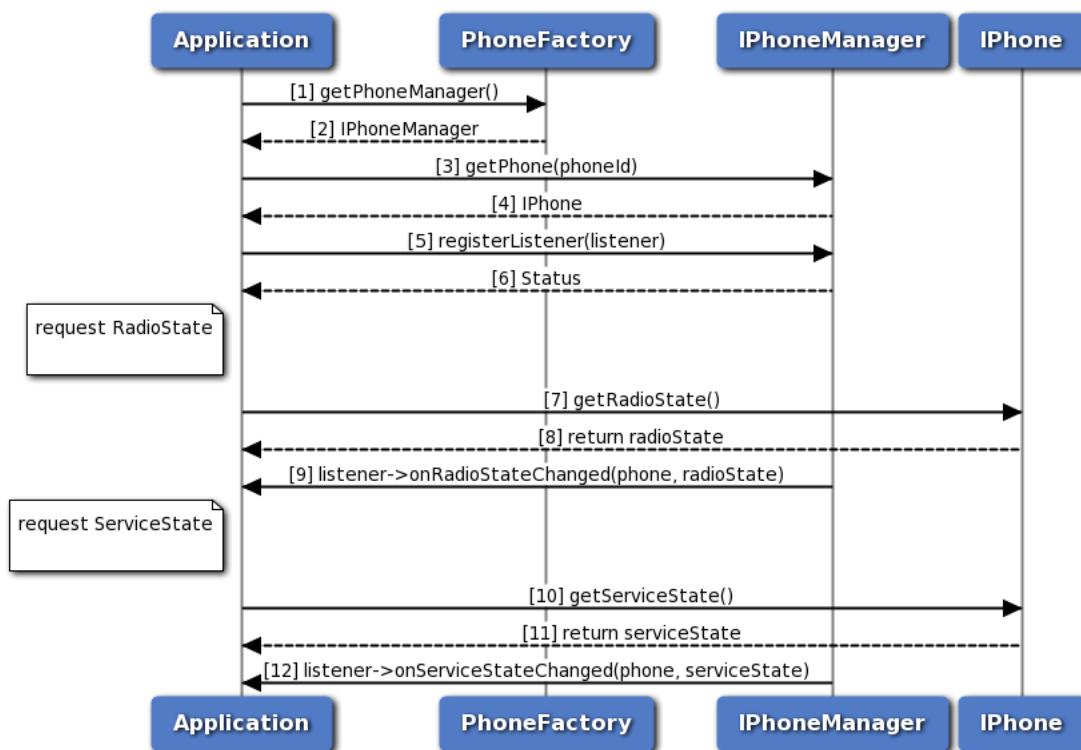 Application
PhoneFactory
IPhoneManager
IPhone
[1] getPhoneManager()
[2] IPhoneManager
[3] getPhone(phoneId)
[4] IPhone
[5] registerListener(listener)
[6] Status
request RadioState
[7] getRadioState()
[8] return radioState
[9] listener->onRadioStateChanged(phone, radioState)
request ServiceState
[10] getServiceState()
[11] return serviceState
[12] listener->onServiceStateChanged(phone, serviceState)
Application
PhoneFactory
IPhoneManager
IPhone